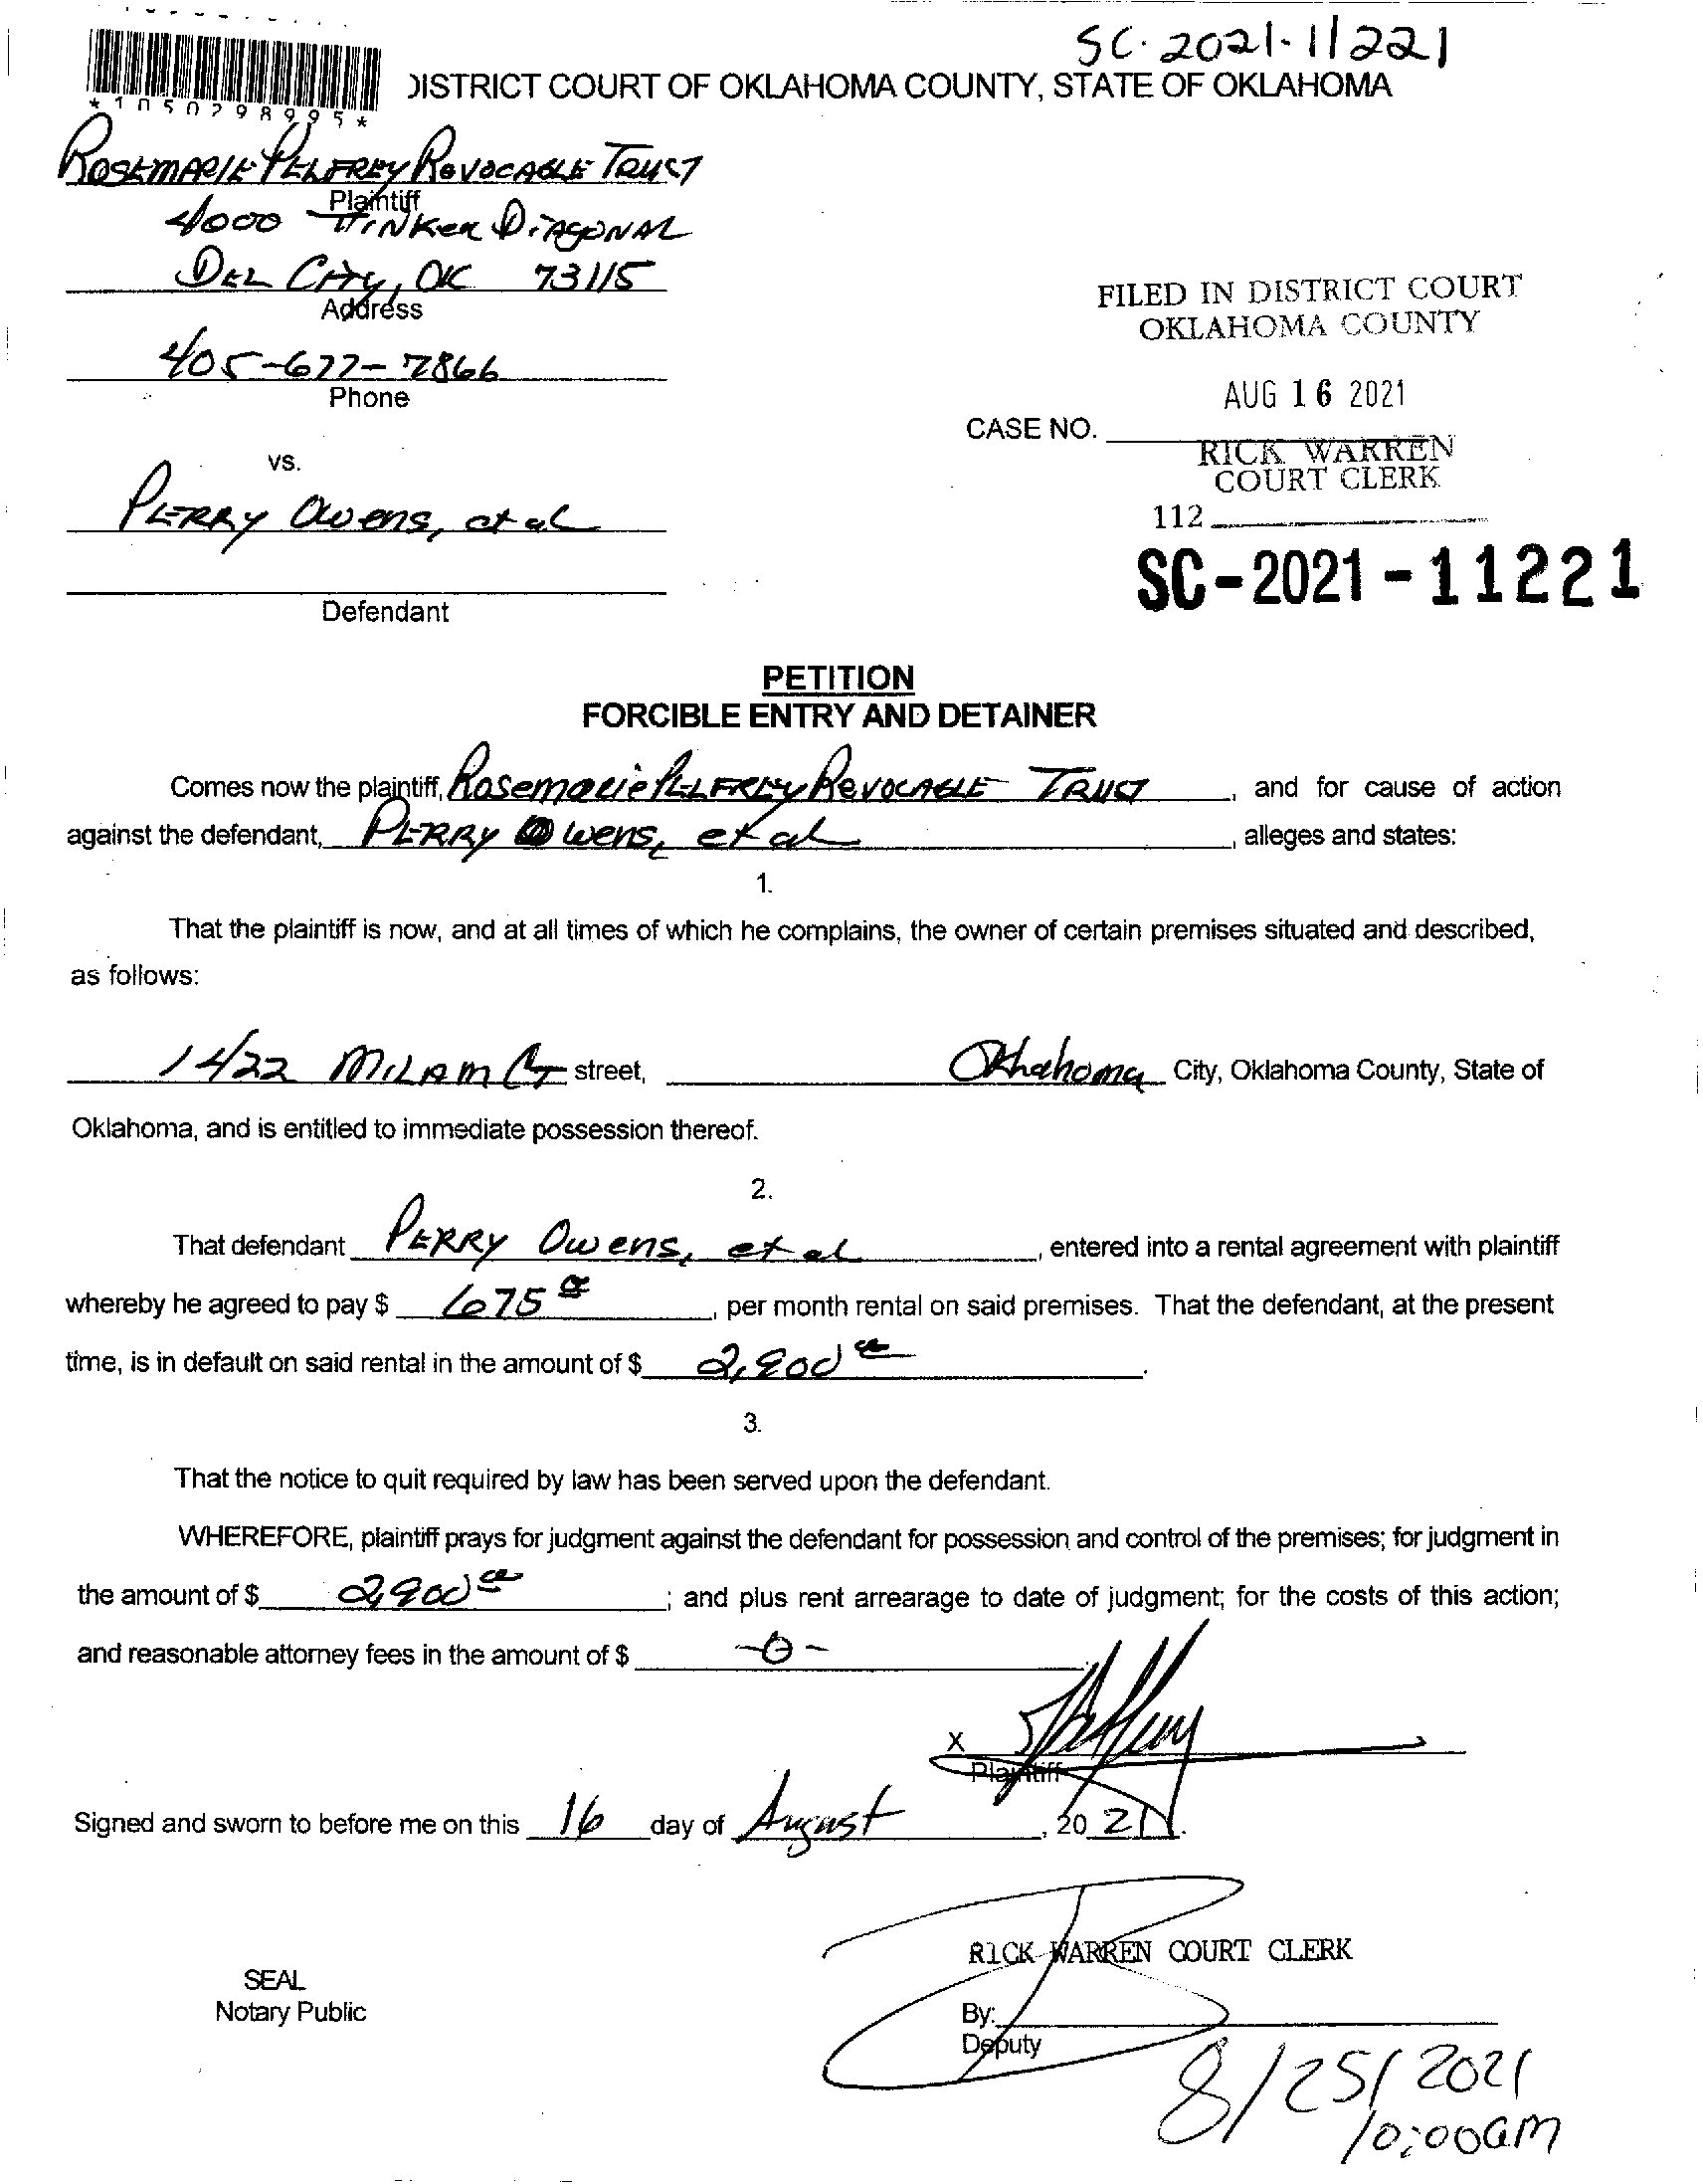 SC-2021-11221
DISTRICT COURT OF OKLAHOMA COUNTY, STATE OF OKLAHOMA
*1050298995*
ROSEMARIE PELFREY REVOCABLE TRUST
Plaintiff
4000 TINKER DIAGONAL
DEL CITY, OK 73115
Address
FILED IN DISTRICT COURT
OKLAHOMA COUNTY
405-677-7866
Phone
AUG 16 2021
CASE NO.
RICK WARREN
COURT CLERK
vs.
PERRY Owens, et al
112
SC-2021-11221
Defendant
PETITION
FORCIBLE ENTRY AND DETAINER
Comes now the plaintiff, Rosemarie PELFREY REVOCABLE TRUST, and for cause of action
against the defendant, PERRY Owens, et al, alleges and states:
1.
That the plaintiff is now, and at all times of which he complains, the owner of certain premises situated and described,
as follows:
1422 MILAM CT street, Oklahoma City, Oklahoma County, State of
Oklahoma, and is entitled to immediate possession thereof.
2.
That defendant PERRY Owens, et al, entered into a rental agreement with plaintiff
whereby he agreed to pay $ 675, per month rental on said premises. That the defendant, at the present
time, is in default on said rental in the amount of $ 2,900.
3.
That the notice to quit required by law has been served upon the defendant.
WHEREFORE, plaintiff prays for judgment against the defendant for possession and control of the premises; for judgment in
the amount of $ 2,900; and plus rent arrearage to date of judgment; for the costs of this action;
and reasonable attorney fees in the amount of $ -0-
X
Plaintiff
Signed and sworn to before me on this 16 day of August, 2021.
RICK WARREN COURT CLERK
SEAL
Notary Public
By:
Deputy
8/25/2021
10:00am